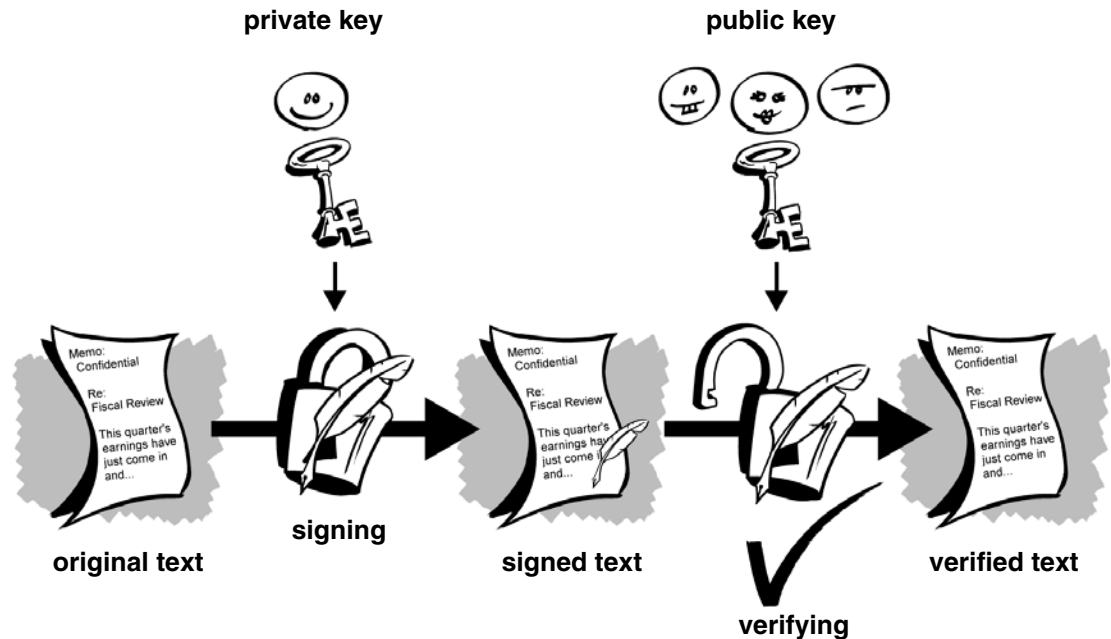 private key
public key
Memo:
Confidential
Re:
Fiscal Review
This quarter's
earnings have
just come in
and...
Memo:
Confidential
Re:
Fiscal Review
This quarter's
earnings hav
just come i
and...
Memo:
Confidential
Re:
Fiscal Review
This quarter's
earnings have
just come in
and...
signing
original text
signed text
verified text
verifying